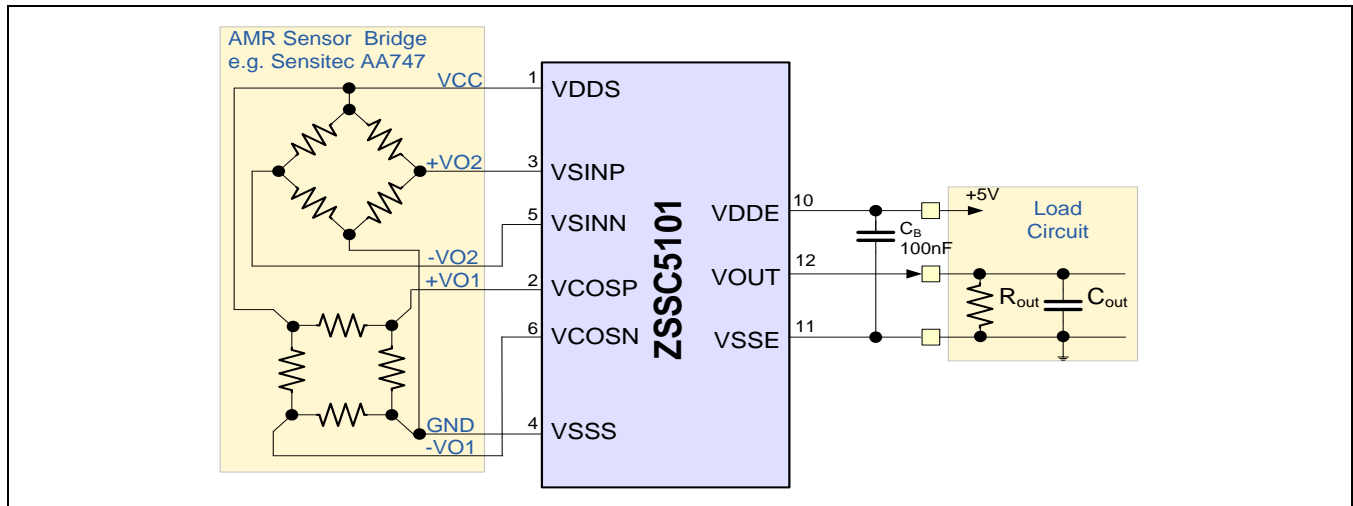 AMR Sensor Bridge
e.g. Sensitec AA747
VCC
+VO2
-VO2
+VO1
GND
-VO1
1
VDDS
3
VSINP
5
VSINN
2
VCOSP
6
VCOSN
4
VSSS
ZSSC5101
VDDE
10
VOUT
12
VSSE
11
CB
100nF
+5V
Load
Circuit
Rout
Cout